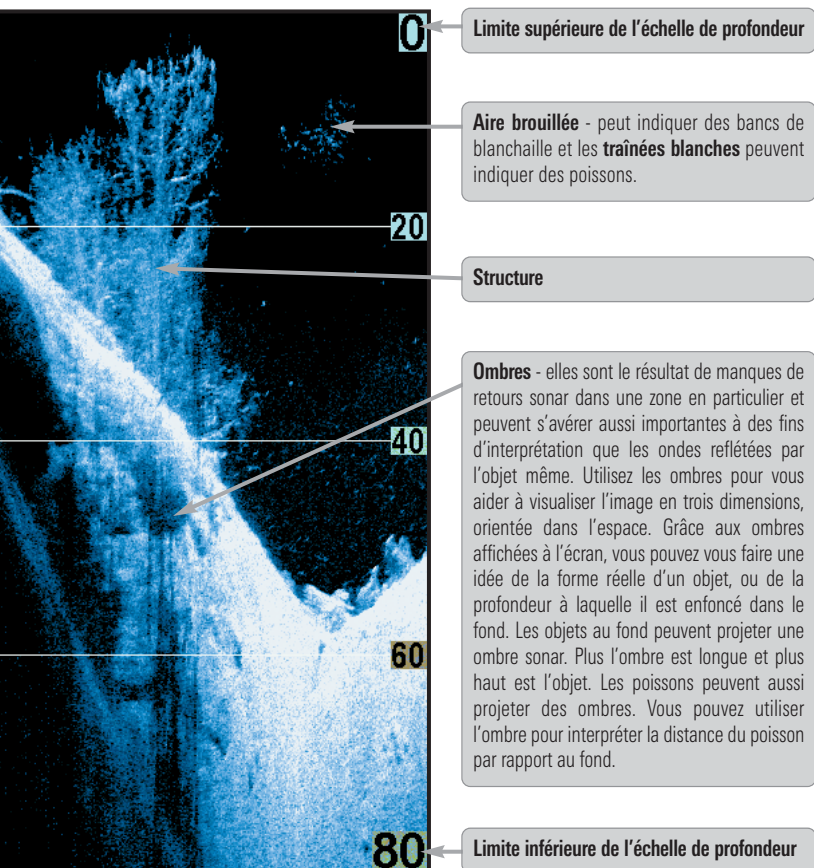 0
Limite supérieure de l'échelle de profondeur
Aire brouillée - peut indiquer des bancs de
blanchaille et les traînées blanches peuvent
indiquer des poissons.
20
Structure
Ombres - elles sont le résultat de manques de
retours sonar dans une zone en particulier et
peuvent s'avérer aussi importantes à des fins
d'interprétation que les ondes reflétées par
l'objet même. Utilisez les ombres pour vous
aider à visualiser l'image en trois dimensions,
orientée dans l'espace. Grâce aux ombres
affichées à l'écran, vous pouvez vous faire une
idée de la forme réelle d'un objet, ou de la
profondeur à laquelle il est enfoncé dans le
fond. Les objets au fond peuvent projeter une
ombre sonar. Plus l'ombre est longue et plus
haut est l'objet. Les poissons peuvent aussi
projeter des ombres. Vous pouvez utiliser
l'ombre pour interpréter la distance du poisson
par rapport au fond.
40
60
80
Limite inférieure de l'échelle de profondeur